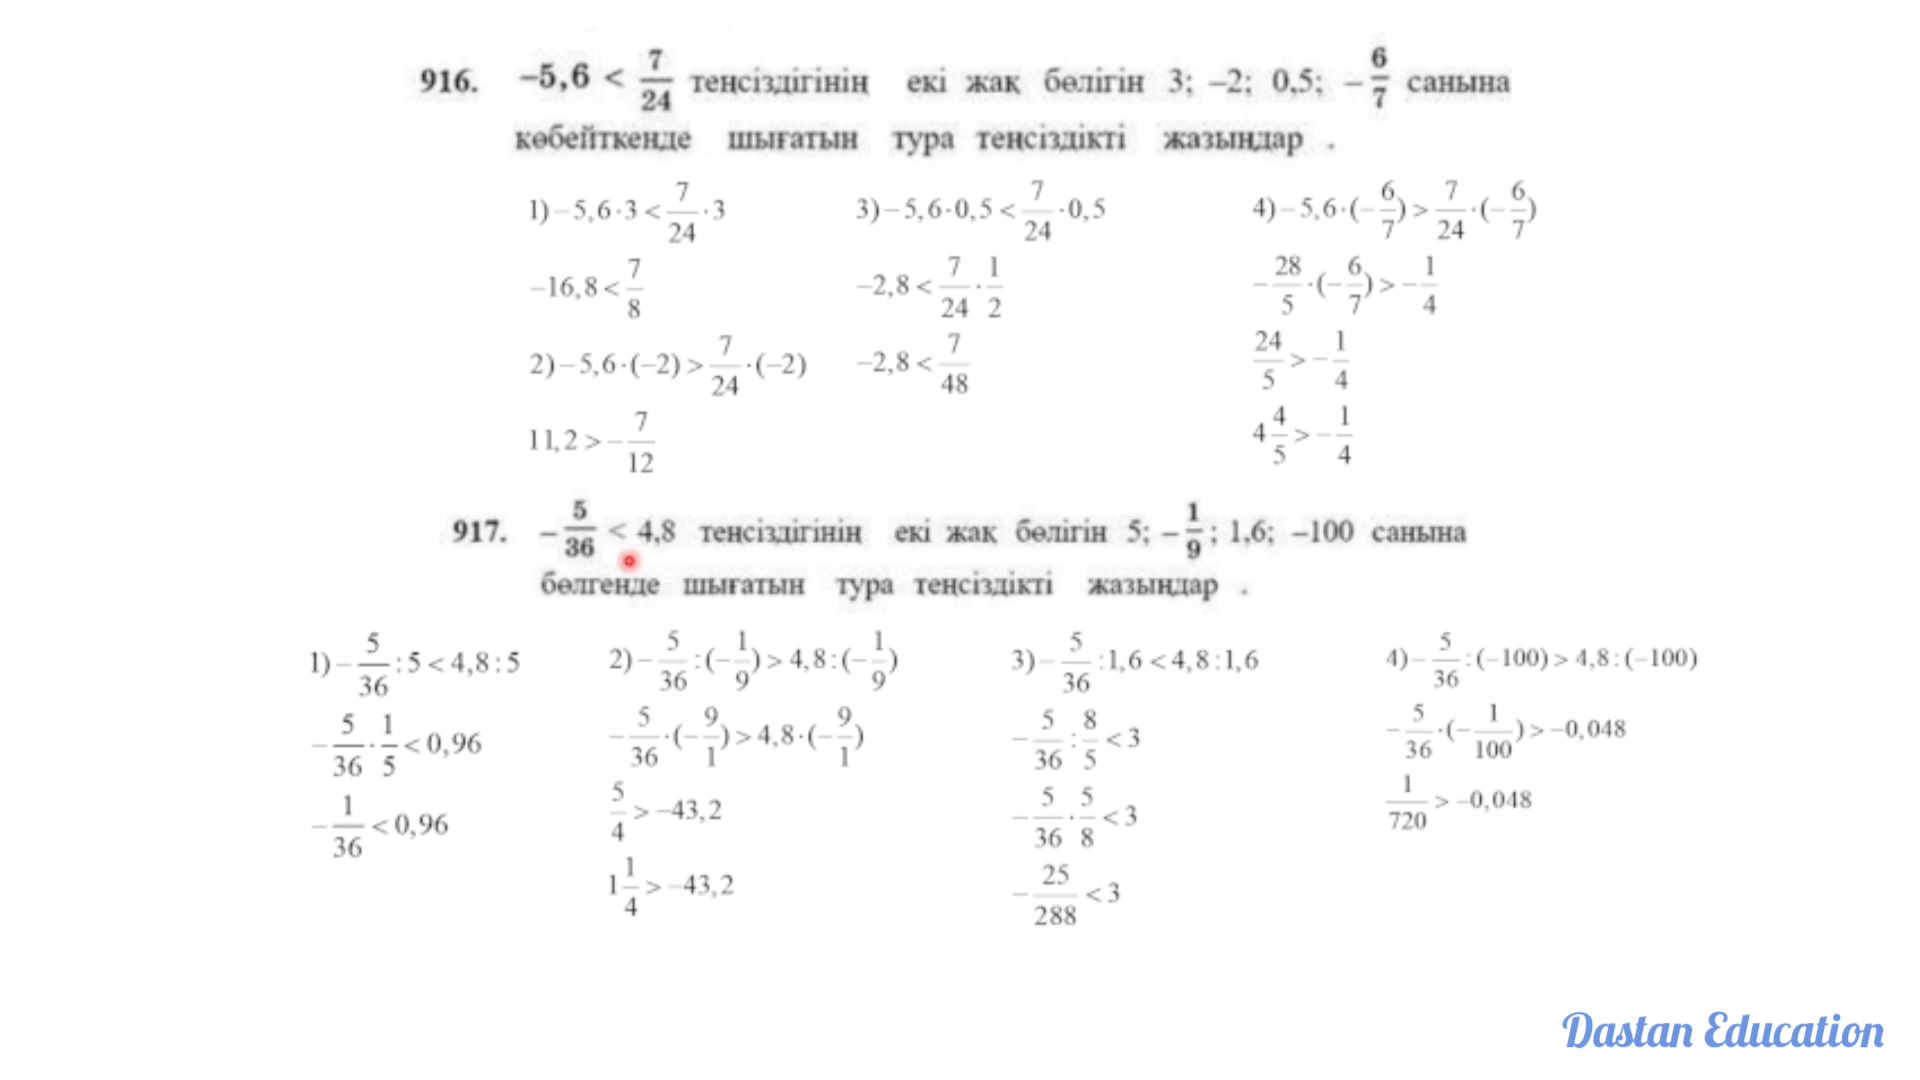 916. –5,6 < 7/24 теңсіздігінің екі жақ бөлігін 3; –2; 0,5; –6/7 санына
көбейткенде шығатын тура теңсіздікті жазыңдар .
1) –5,6·3 < 7/24·3
–16,8 < 7/8
2) –5,6·(–2) > 7/24·(–2)
11,2 > –7/12
3) –5,6·0,5 < 7/24·0,5
–2,8 < 7/24·1/2
–2,8 < 7/48
4) –5,6·(–6/7) > 7/24·(–6/7)
–28/5·(–6/7) > –1/4
24/5 > –1/4
4 4/5 > –1/4
917. –5/36 < 4,8 теңсіздігінің екі жақ бөлігін 5; –1/9; 1,6; –100 санына
бөлгенде шығатын тура теңсіздікті жазыңдар .
1) –5/36:5 < 4,8:5
–5/36·1/5 < 0,96
–1/36 < 0,96
2) –5/36:(–1/9) > 4,8:(–1/9)
–5/36·(–9/1) > 4,8·(–9/1)
5/4 > –43,2
1 1/4 > –43,2
3) –5/36:1,6 < 4,8:1,6
–5/36:8/5 < 3
–5/36·5/8 < 3
–25/288 < 3
4) –5/36:(–100) > 4,8:(–100)
–5/36·(–1/100) > –0,048
1/720 > –0,048
Dastan Education